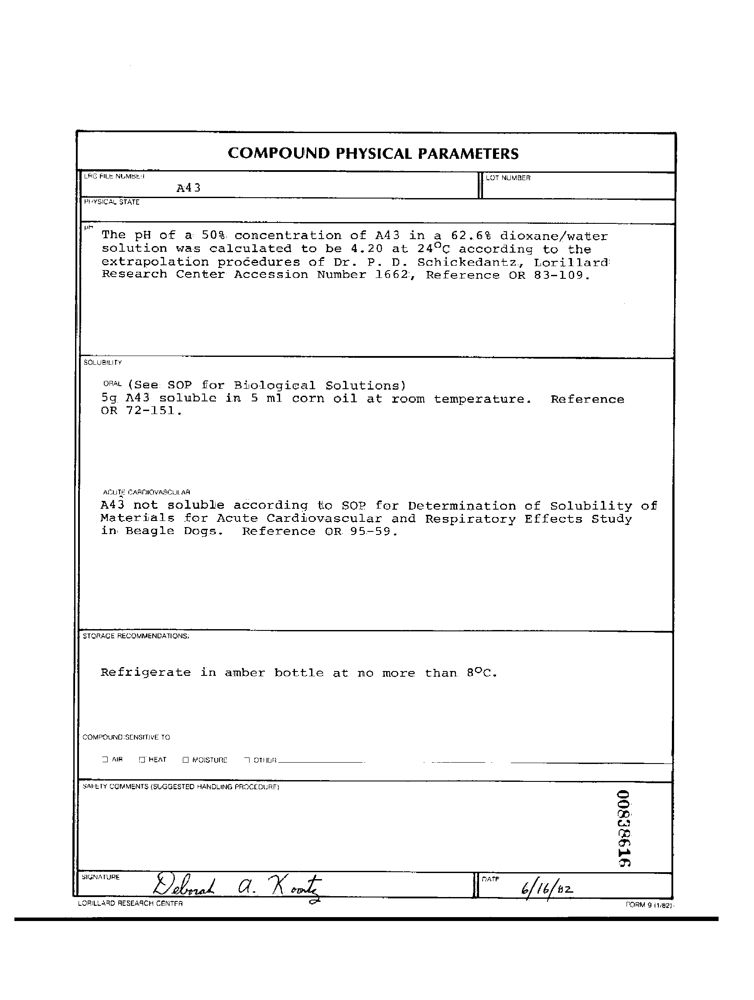 COMPOUND PHYSICAL PARAMETERS
LRC FILE NUMBER
A43
LOT NUMBER
PHYSICAL STATE
pH
The pH of a 50% concentration of A43 in a 62.6% dioxane/water
solution was calculated to be 4.20 at 24°C according to the
extrapolation procedures of Dr. P. D. Schickedantz, Lorillard
Research Center Accession Number 1662, Reference OR 83-109.
SOLUBILITY
ORAL (See SOP for Biological Solutions)
5g A43 soluble in 5 ml corn oil at room temperature. Reference
OR 72-151.
ACUTE CARDIOVASCULAR
A43 not soluble according to SOP for Determination of Solubility of
Materials for Acute Cardiovascular and Respiratory Effects Study
in Beagle Dogs. Reference OR 95-59.
STORAGE RECOMMENDATIONS:
Refrigerate in amber bottle at no more than 8°C.
COMPOUND SENSITIVE TO
☐ AIR ☐ HEAT ☐ MOISTURE ☐ OTHER
SAFETY COMMENTS (SUGGESTED HANDLING PROCEDURE)
00838616
SIGNATURE
Deborah A. Koontz
DATE
6/16/82
LORILLARD RESEARCH CENTER
FORM 9 (1/82)